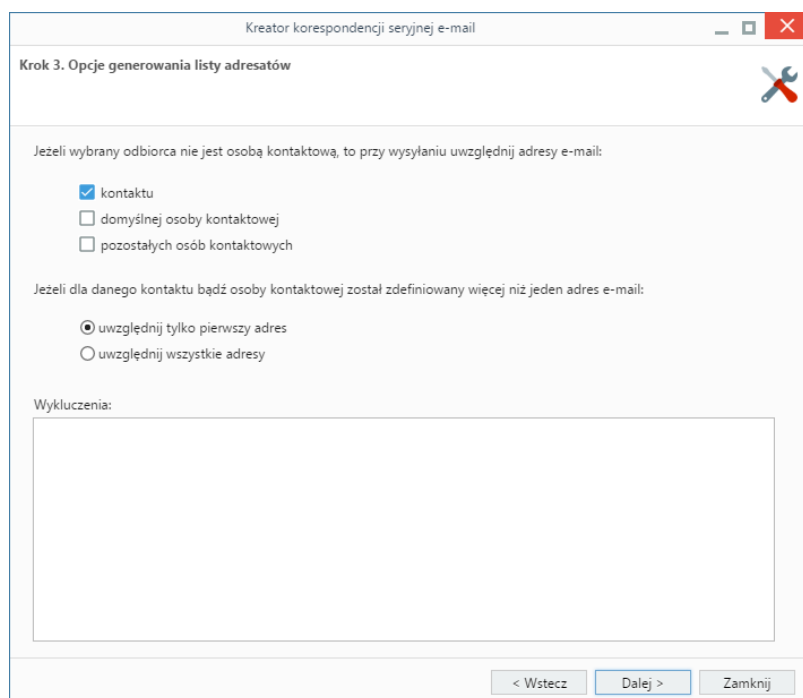 Kreator korespondencji seryjnej e-mail
Krok 3. Opcje generowania listy adresatów
Jeżeli wybrany odbiorca nie jest osobą kontaktową, to przy wysyłaniu uwzględnij adresy e-mail:
kontaktu
domyślnej osoby kontaktowej
pozostałych osób kontaktowych
Jeżeli dla danego kontaktu bądź osoby kontaktowej został zdefiniowany więcej niż jeden adres e-mail:
uwzględnij tylko pierwszy adres
uwzględnij wszystkie adresy
Wykluczenia:
< Wstecz Dalej > Zamknij